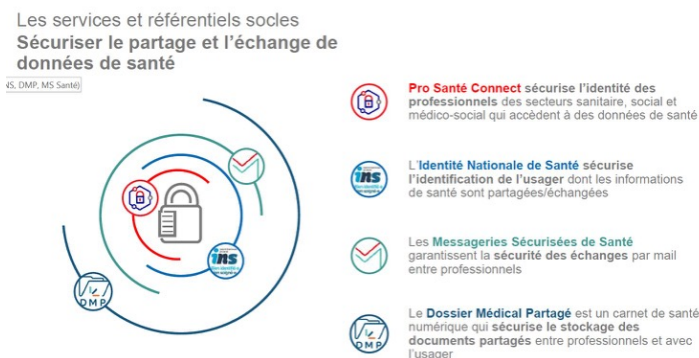 Les services et référentiels socles
Sécuriser le partage et l'échange de
données de santé
NS, DMP, MS Santé)
ins
DMP
Pro Santé Connect sécurise l'identité des
professionnels des secteurs sanitaire, social et
médico-social qui accèdent à des données de santé
ins
L'Identité Nationale de Santé sécurise
l'identification de l'usager dont les informations
de santé sont partagées/échangées
Les Messageries Sécurisées de Santé
garantissent la sécurité des échanges par mail
entre professionnels
DMP
Le Dossier Médical Partagé est un carnet de santé
numérique qui sécurise le stockage des
documents partagés entre professionnels et avec
l'usager